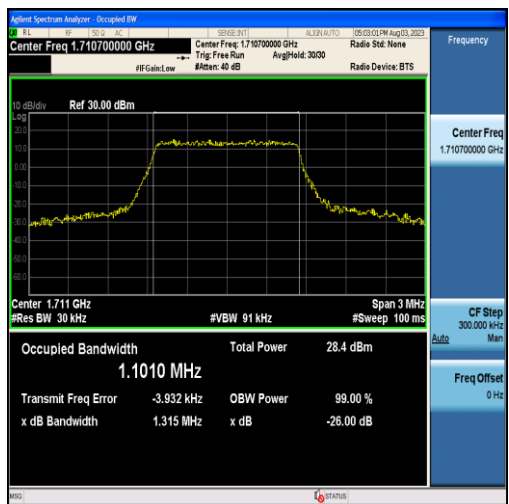 Agilent Spectrum Analyzer - Occupied BW
RL RF 50 Ω AC SENSE:INT ALIGN AUTO 05:03:01 PM Aug 03, 2023
Center Freq 1.710700000 GHz Center Freq: 1.710700000 GHz Radio Std: None Frequency
Trig: Free Run Avg|Hold: 30/30
#IFGain:Low #Atten: 40 dB Radio Device: BTS
10 dB/div Ref 30.00 dBm
Log
20.0
10.0
0.00
-10.0
-20.0
-30.0
-40.0
-50.0
-60.0
Center Freq
1.710700000 GHz
Center 1.711 GHz Span 3 MHz
#Res BW 30 kHz #VBW 91 kHz #Sweep 100 ms
CF Step
300.000 kHz
Auto Man
Occupied Bandwidth Total Power 28.4 dBm
1.1010 MHz
Freq Offset
0 Hz
Transmit Freq Error -3.932 kHz OBW Power 99.00 %
x dB Bandwidth 1.315 MHz x dB -26.00 dB
MSG STATUS